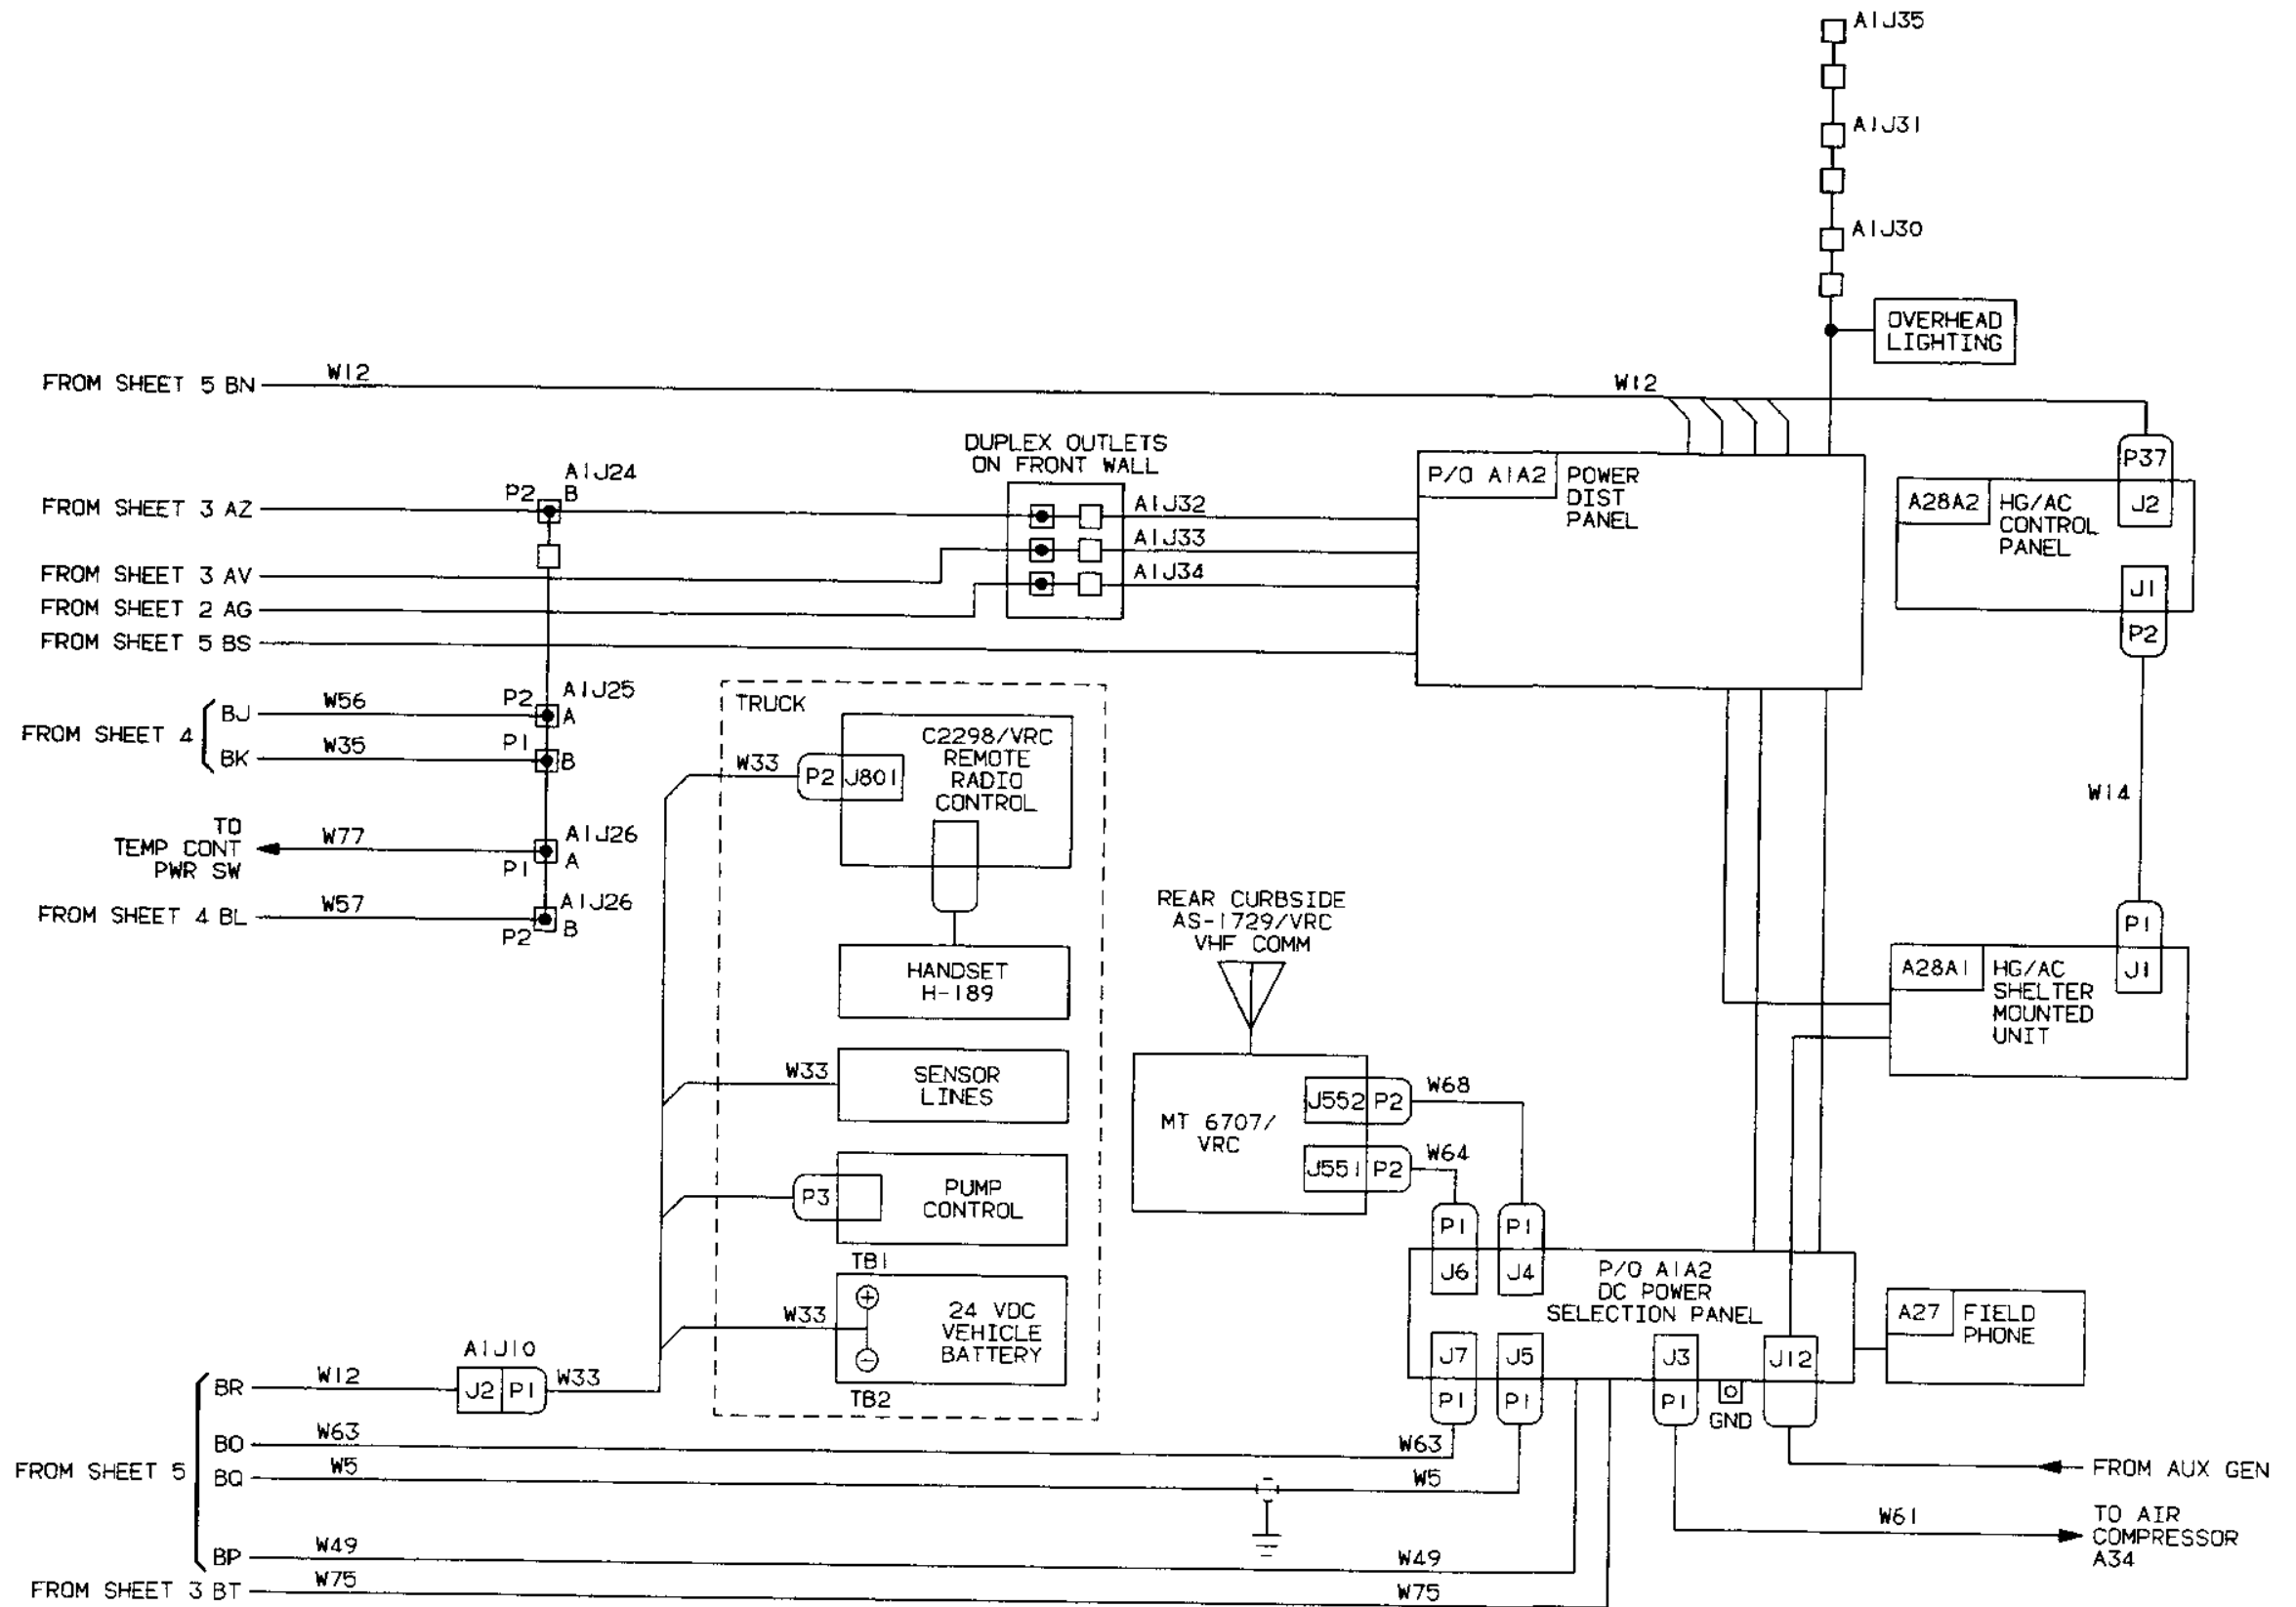 A1J35
A1J31
A1J30
OVERHEAD
LIGHTING
FROM SHEET 5 BN
W12
W12
DUPLEX OUTLETS
ON FRONT WALL
P37
J2
A28A2
HG/AC
CONTROL
PANEL
J1
P2
P/O A1A2
POWER
DIST
PANEL
A1J24
P2
B
FROM SHEET 3 AZ
A1J32
A1J33
A1J34
FROM SHEET 3 AV
FROM SHEET 2 AG
FROM SHEET 5 BS
FROM SHEET 4
BJ
W56
P2
A1J25
A
BK
W35
P1
B
TO
TEMP CONT
PWR SW
W77
A1J26
P1
A
FROM SHEET 4 BL
W57
A1J26
P2
B
TRUCK
C2298/VRC
REMOTE
RADIO
CONTROL
W33
P2
J801
HANDSET
H-189
W33
SENSOR
LINES
P3
PUMP
CONTROL
TB1
W33
24 VDC
VEHICLE
BATTERY
TB2
W14
P1
J1
A28A1
HG/AC
SHELTER
MOUNTED
UNIT
REAR CURBSIDE
AS-1729/VRC
VHF COMM
MT 6707/
VRC
J552
P2
W68
J551
P2
W64
P1
P1
J6
J4
P/O A1A2
DC POWER
SELECTION PANEL
J7
J5
J3
J12
P1
P1
P1
GND
A27
FIELD
PHONE
A1J10
J2
P1
W33
FROM SHEET 5
BR
W12
BO
W63
W63
BQ
W5
W5
BP
W49
W49
FROM SHEET 3 BT
W75
W75
FROM AUX GEN
W61
TO AIR
COMPRESSOR
A34